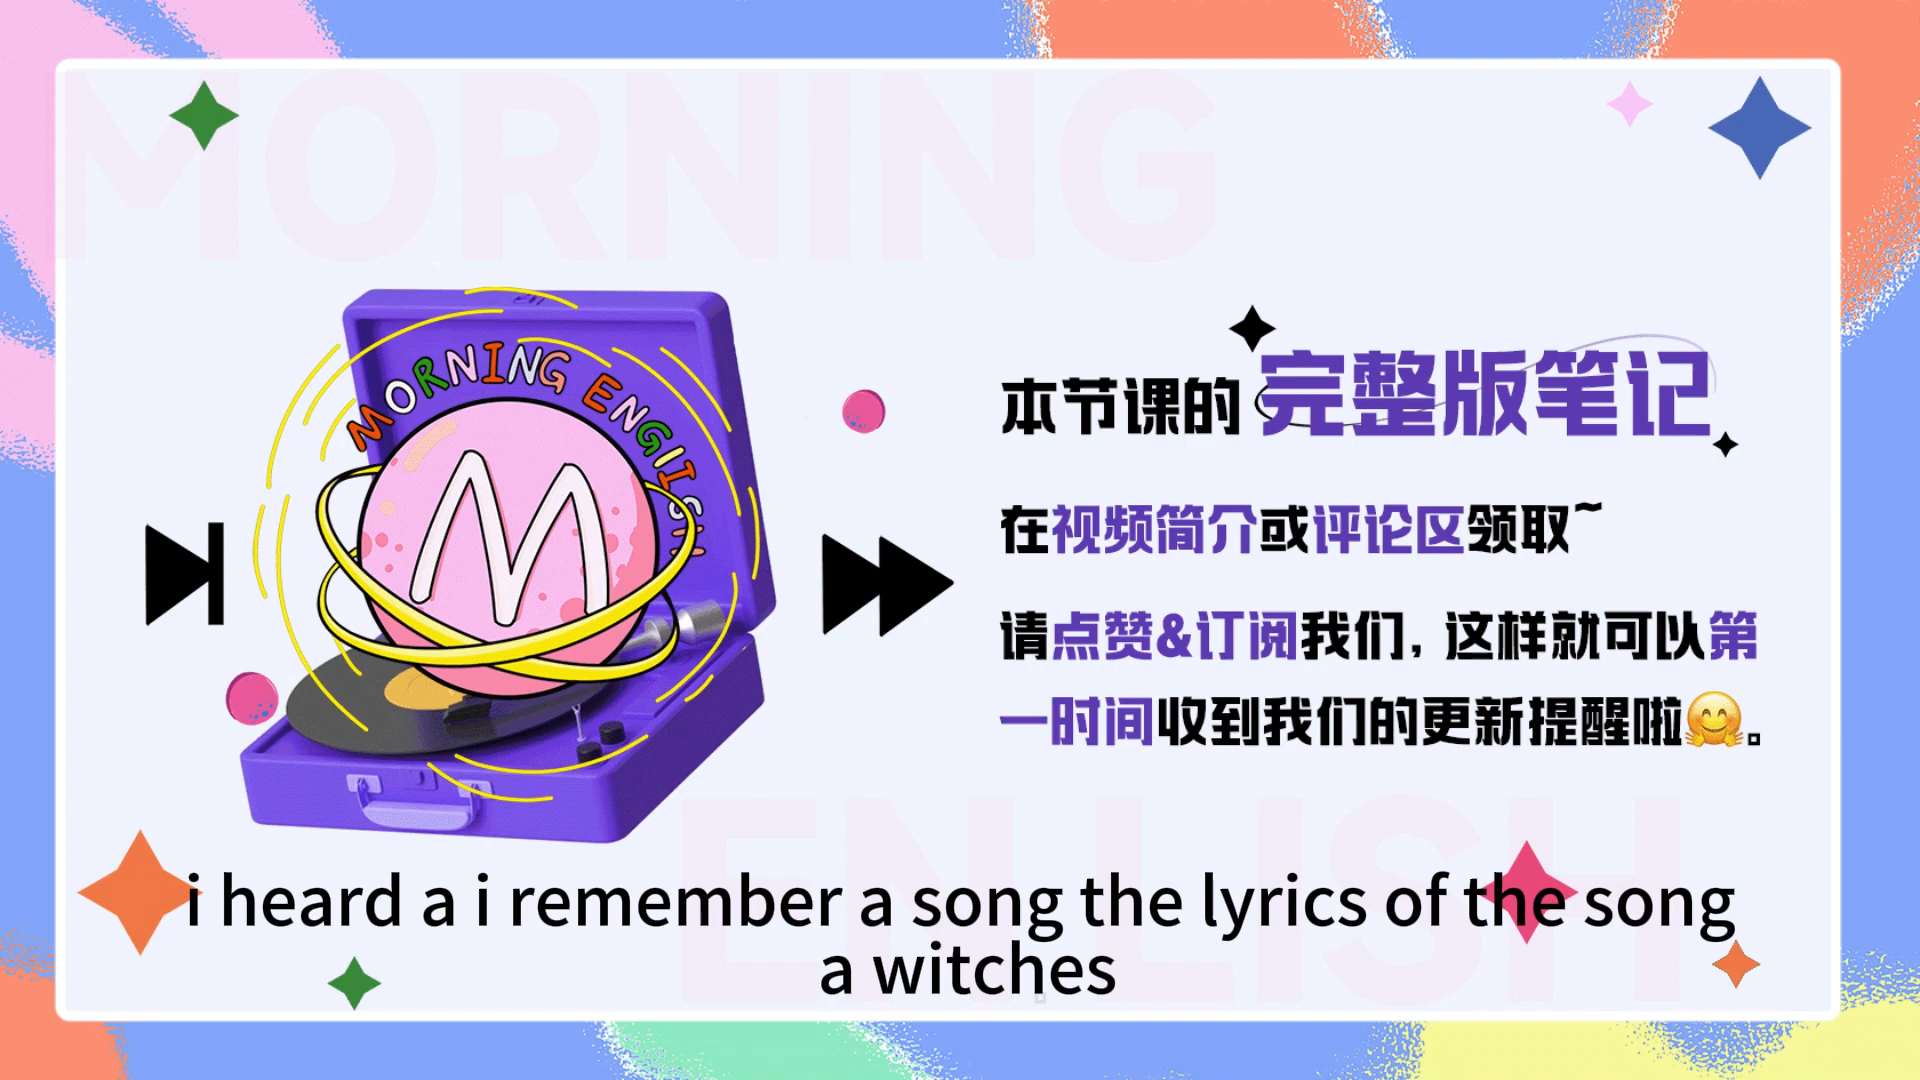 MORNING
MORNING ENGlISH
M
本节课的 完整版笔记
在视频简介或评论区领取~
请点赞&订阅我们，这样就可以第
一时间收到我们的更新提醒啦🤗。
i heard a i remember a song the lyrics of the song
a witches